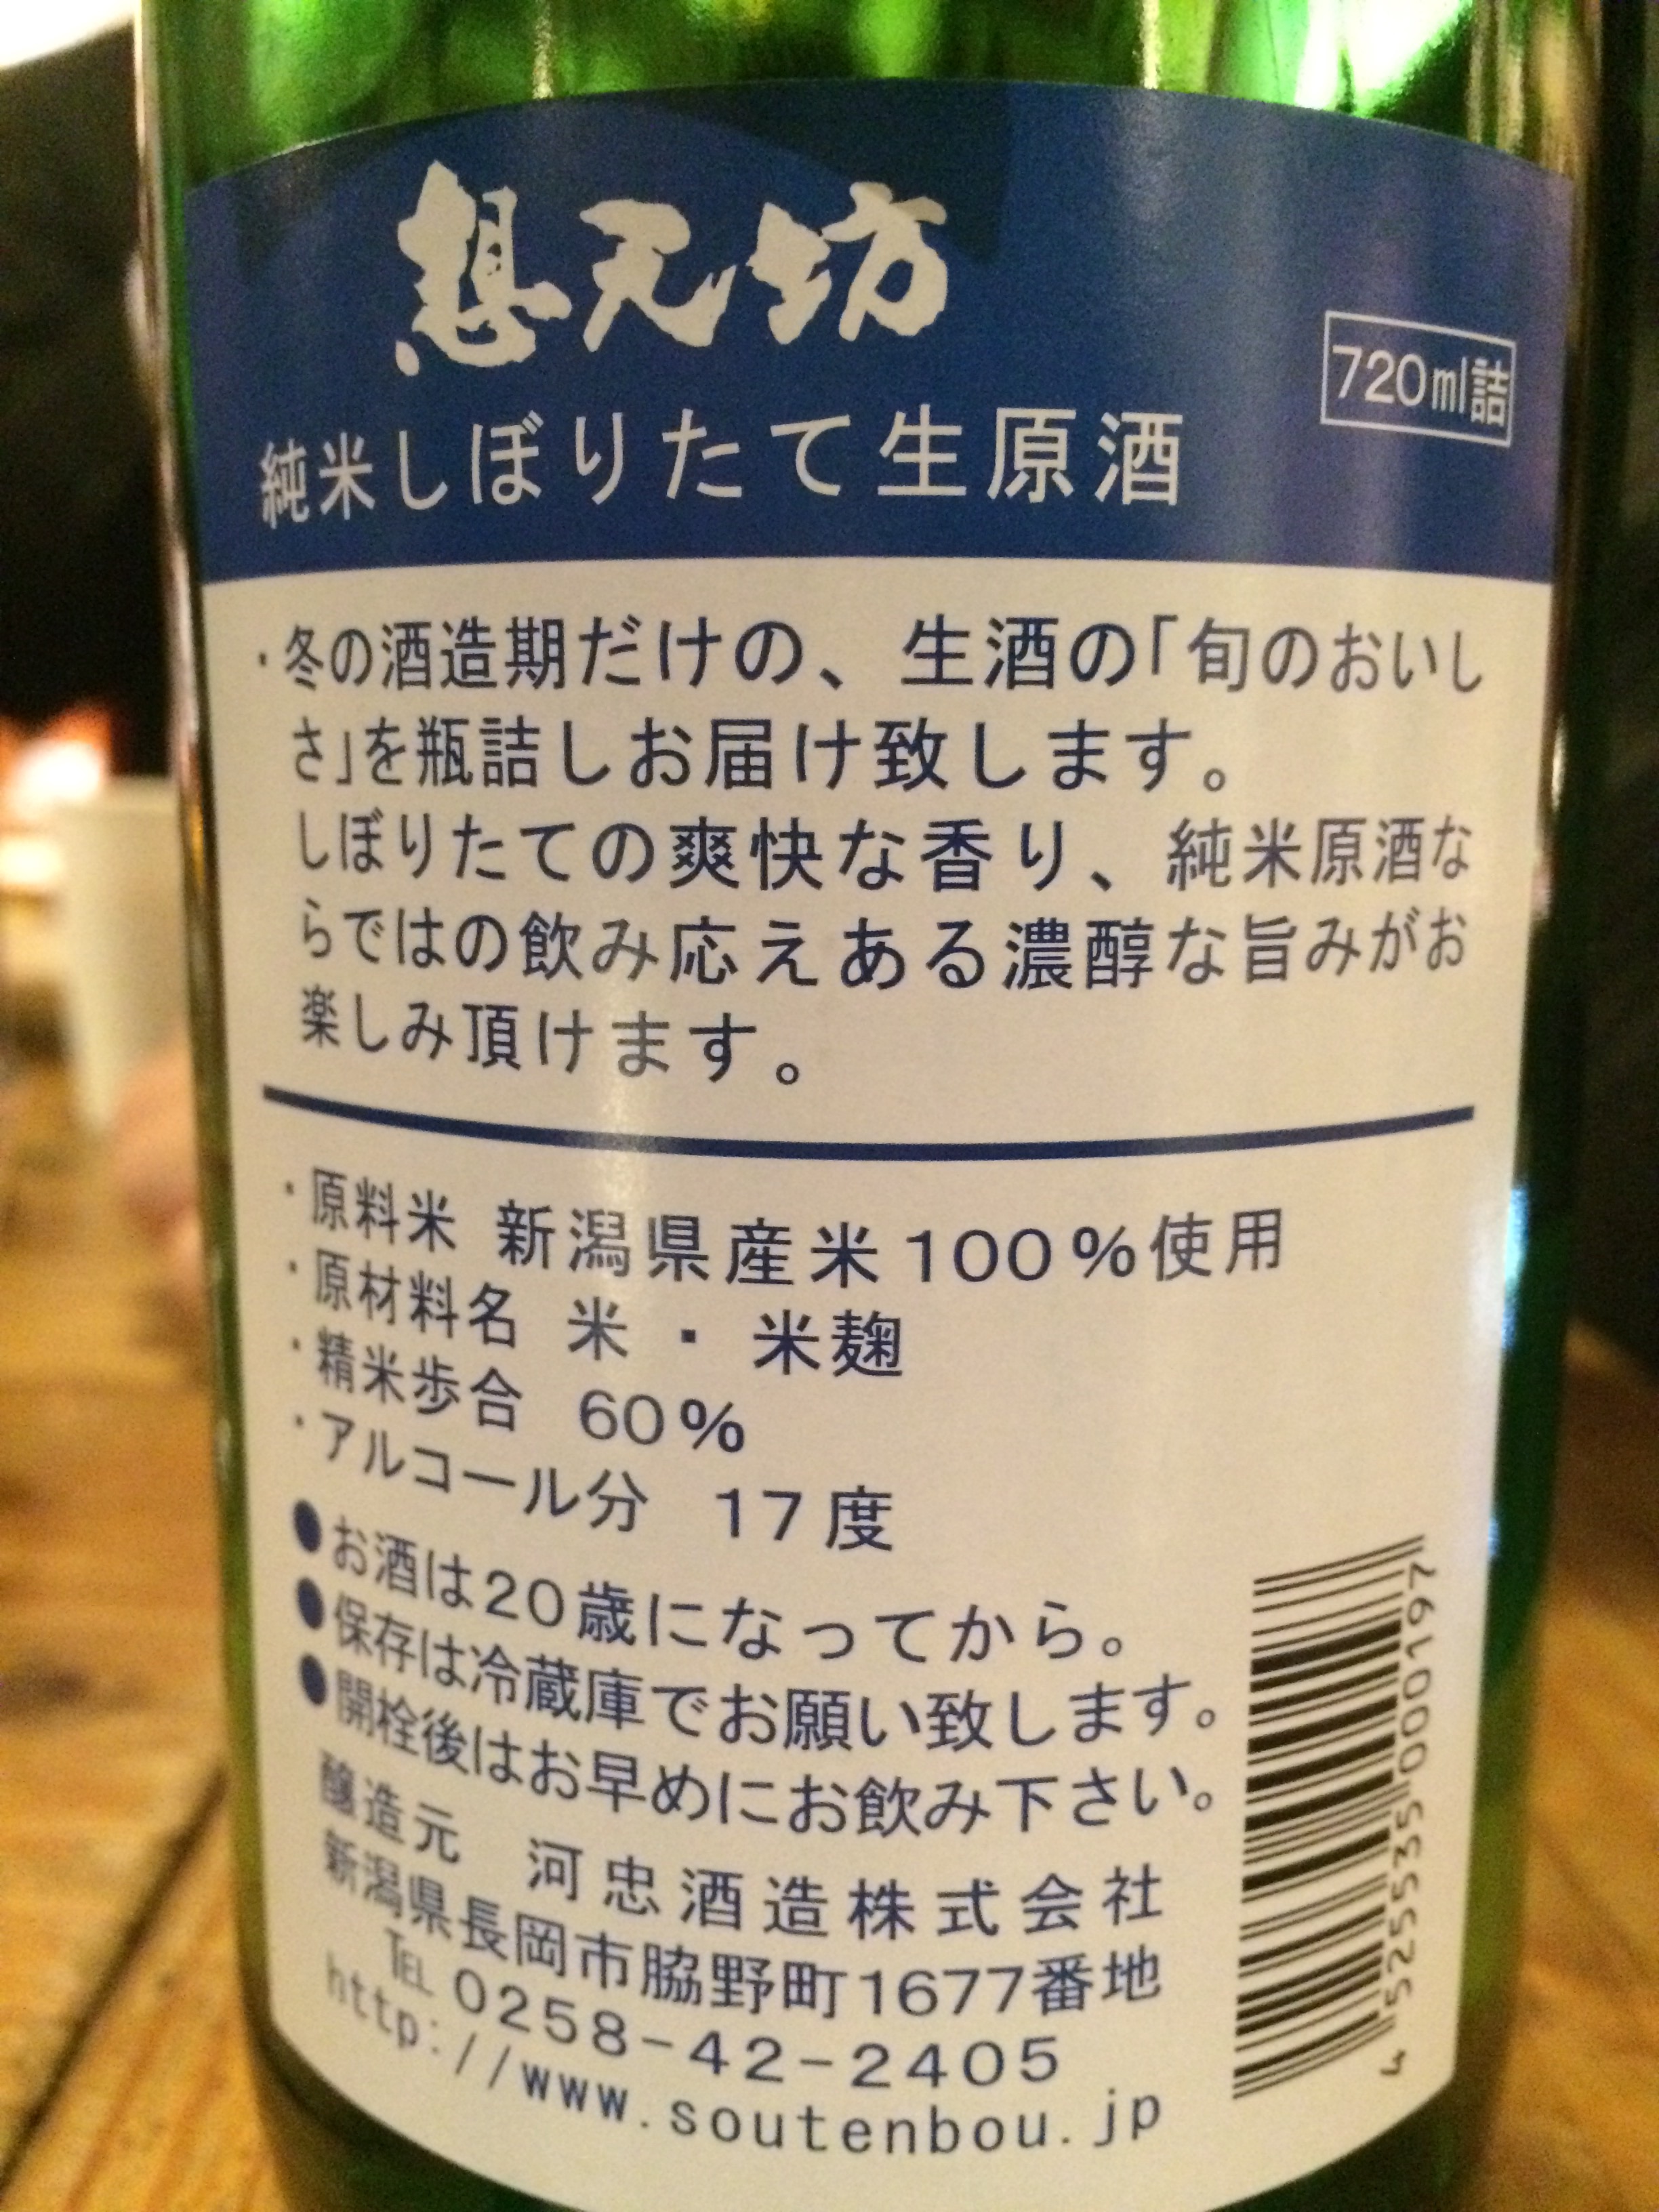 想天坊
720ml詰
純米しぼりたて生原酒
・冬の酒造期だけの、生酒の「旬のおいし
さ」を瓶詰しお届け致します。
しぼりたての爽快な香り、純米原酒な
らではの飲み応えある濃醇な旨みがお
楽しみ頂けます。
・原料米 新潟県産米100%使用
・原材料名 米・米麹
・精米歩合 60%
・アルコール分 17度
●お酒は20歳になってから。
●保存は冷蔵庫でお願い致します。
●開栓後はお早めにお飲み下さい。
醸造元 河忠酒造株式会社
新潟県長岡市脇野町1677番地
TEL 0258-42-2405
http://www.soutenbou.jp
4 525535 000197